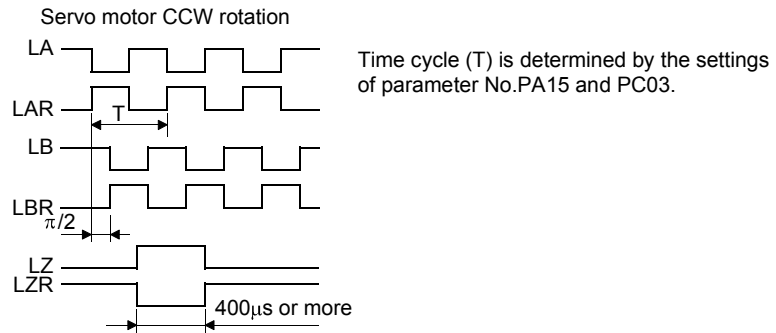 Servo motor CCW rotation
LA
Time cycle (T) is determined by the settings
of parameter No.PA15 and PC03.
LAR
T
LB
LBR
π/2
LZ
LZR
400μs or more